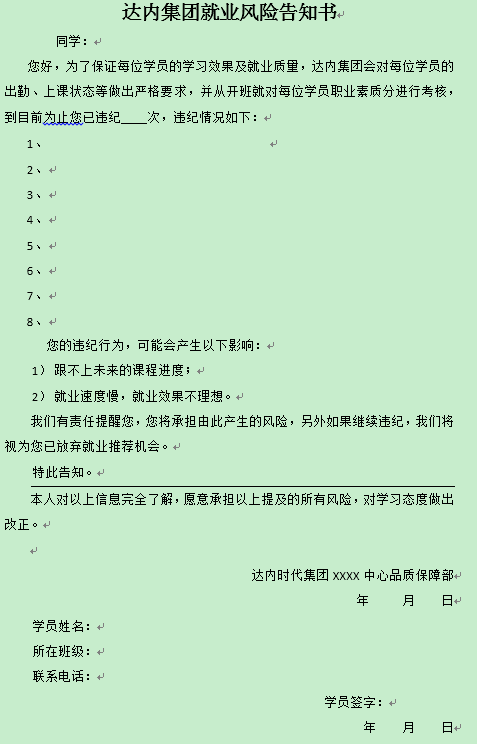 达内集团就业风险告知书
同学：
您好，为了保证每位学员的学习效果及就业质量，达内集团会对每位学员的
出勤、上课状态等做出严格要求，并从开班就对每位学员职业素质分进行考核，
到目前为止您已违纪____次，违纪情况如下：
1、
2、
3、
4、
5、
6、
7、
8、
您的违纪行为，可能会产生以下影响：
1） 跟不上未来的课程进度；
2） 就业速度慢，就业效果不理想。
我们有责任提醒您，您将承担由此产生的风险，另外如果继续违纪，我们将
视为您已放弃就业推荐机会。
特此告知。
本人对以上信息完全了解，愿意承担以上提及的所有风险，对学习态度做出
改正。
达内时代集团 XXXX 中心品质保障部
年 月 日
学员姓名：
所在班级：
联系电话：
学员签字：
年 月 日